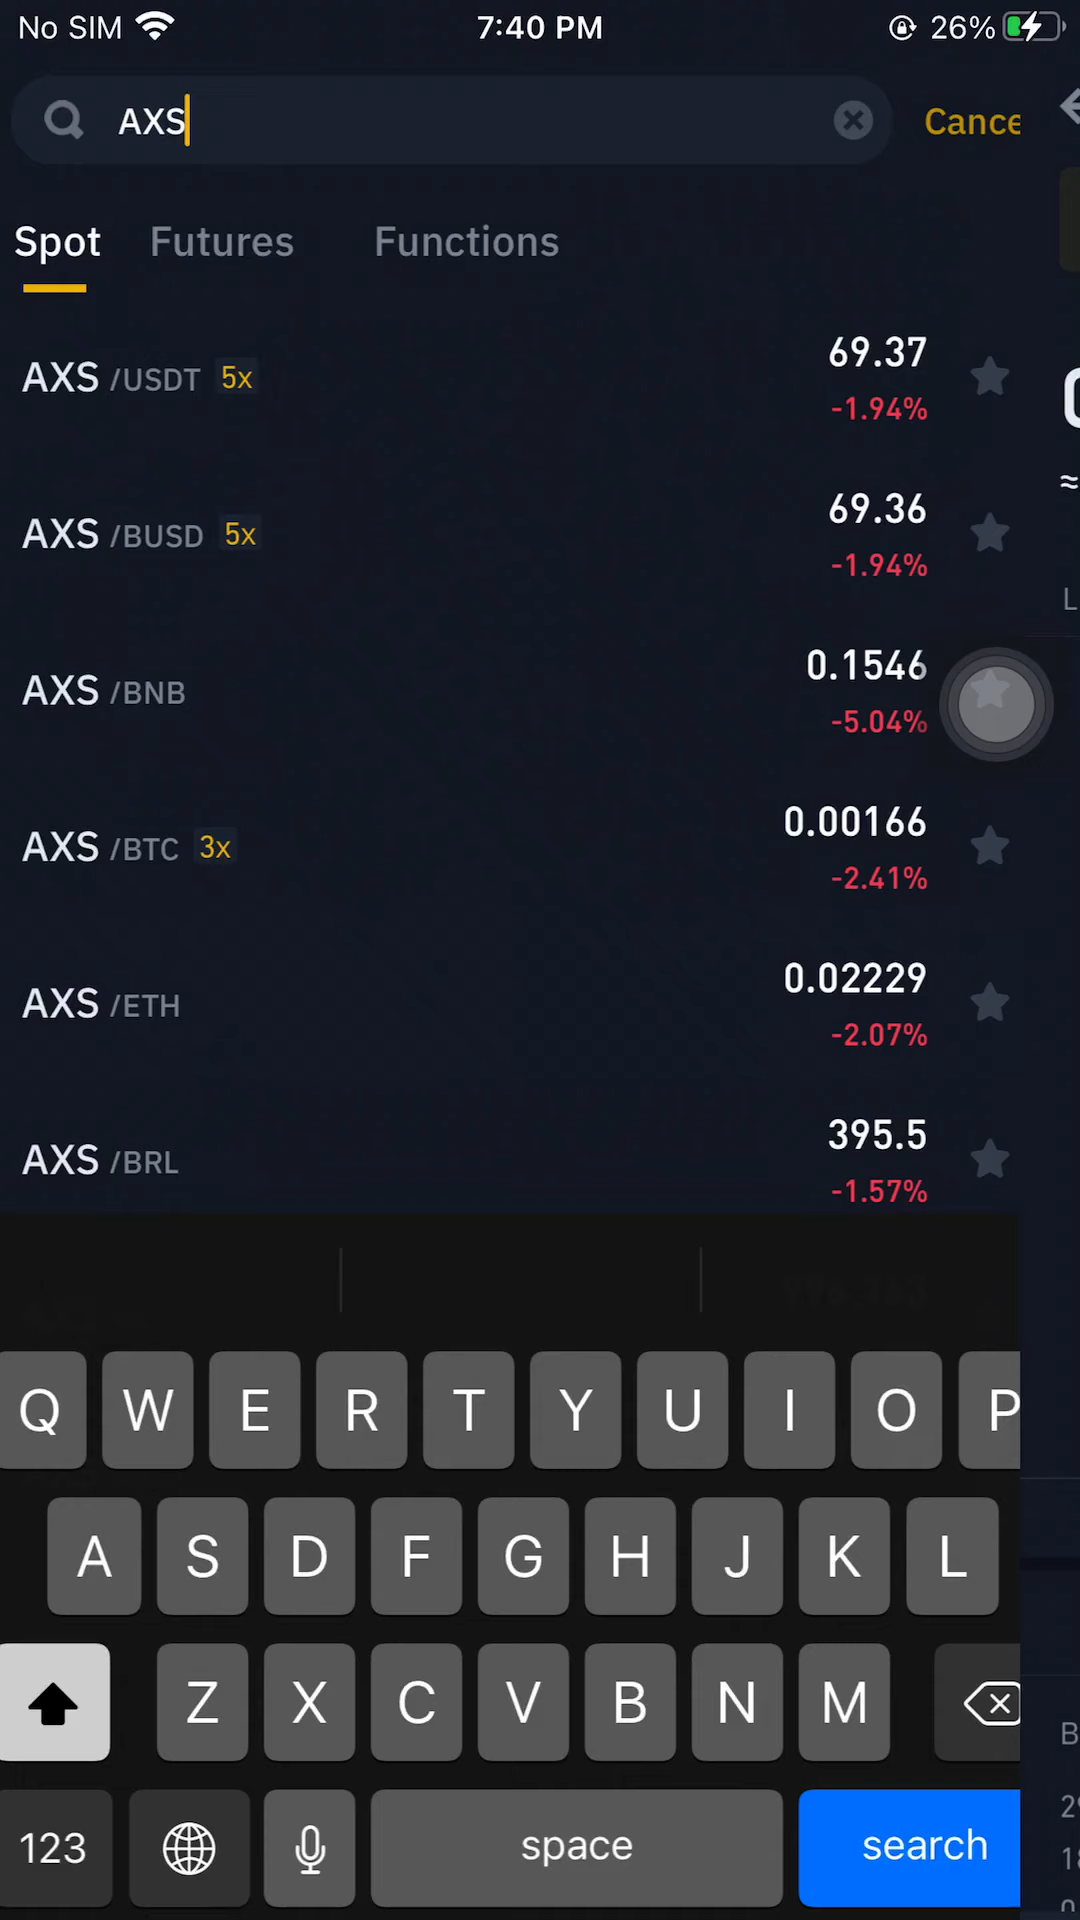 No SIM 7:40 PM 26%
AXS Cance
Spot Futures Functions
AXS /USDT 5x 69.37
-1.94%
AXS /BUSD 5x 69.36
-1.94%
AXS /BNB 0.1546
-5.04%
AXS /BTC 3x 0.00166
-2.41%
AXS /ETH 0.02229
-2.07%
AXS /BRL 395.5
-1.57%
Q W E R T Y U I O P
A S D F G H J K L
Z X C V B N M
123 space search